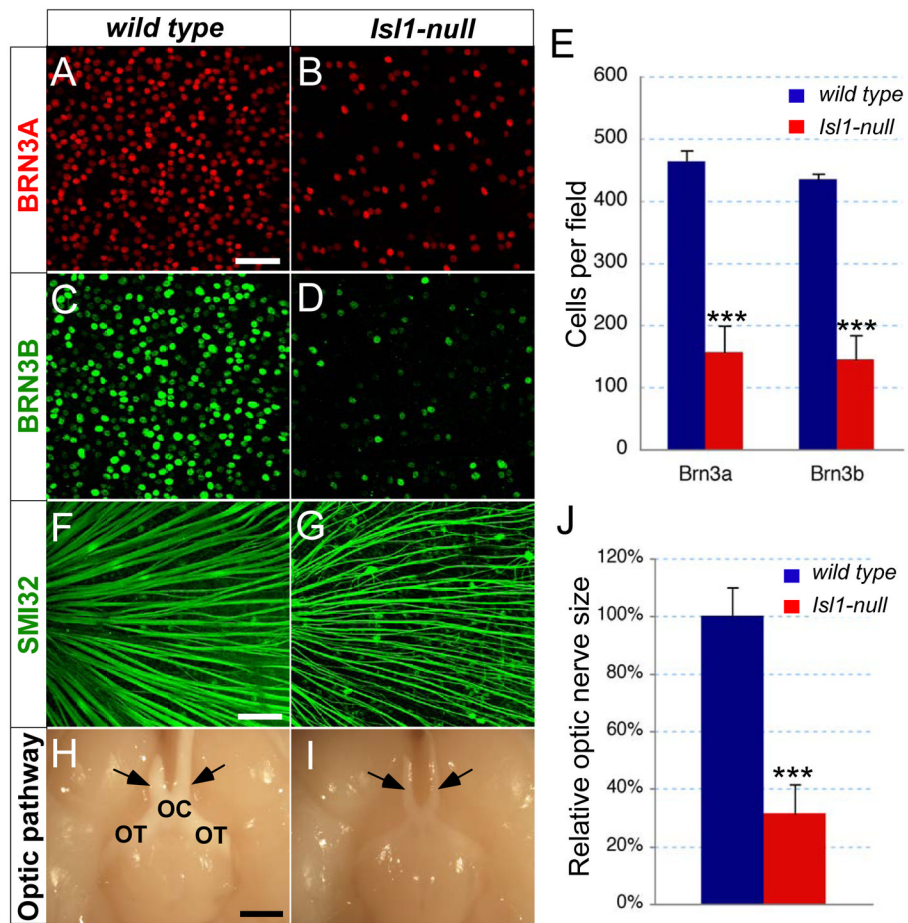 wild type
Isl1-null
BRN3A
A
B
BRN3B
C
D
SMI32
F
G
Optic pathway
H
OC
OT
OT
I
E
Cells per field
600
500
400
300
200
100
0
wild type
Isl1-null
***
***
Brn3a
Brn3b
J
Relative optic nerve size
120%
100%
80%
60%
40%
20%
0%
wild type
Isl1-null
***